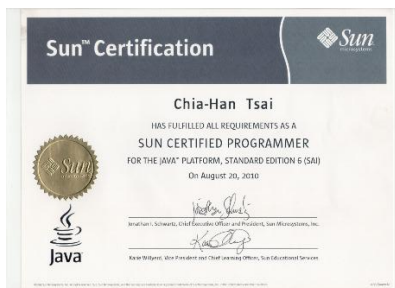 Sun™ Certification
Sun
microsystems
Chia-Han Tsai
HAS FULFILLED ALL REQUIREMENTS AS A
SUN CERTIFIED PROGRAMMER
FOR THE JAVA™ PLATFORM, STANDARD EDITION 6 (SAI)
On August 20, 2010
Sun
Jonathan I. Schwartz, Chief Executive Officer and President, Sun Microsystems, Inc.
Karie Willyerd, Vice President and Chief Learning Officer, Sun Educational Services
Java